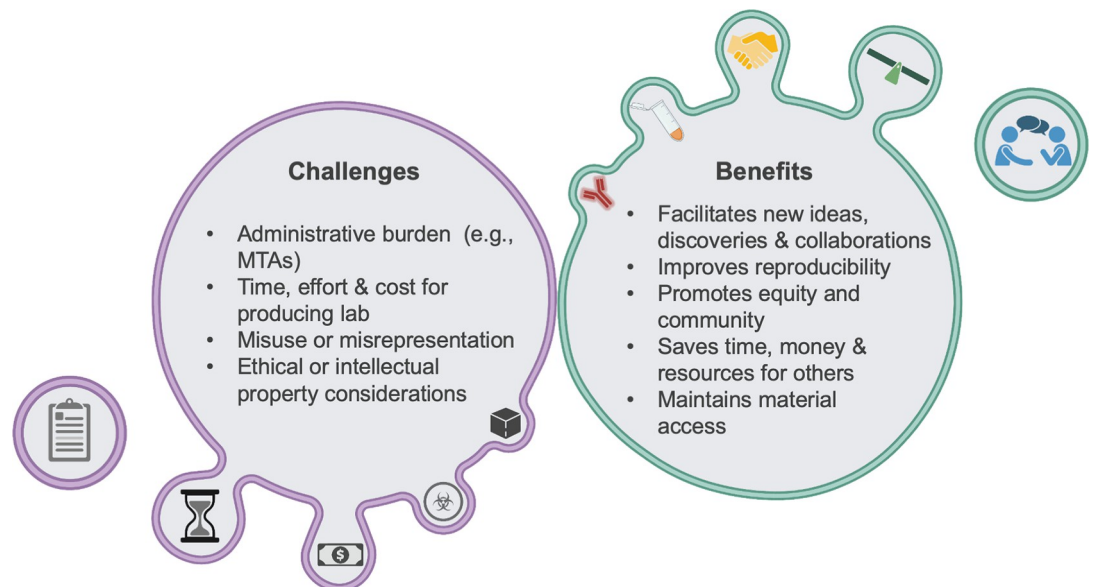 Challenges
• Administrative burden (e.g.,
MTAs)
• Time, effort & cost for
producing lab
• Misuse or misrepresentation
• Ethical or intellectual
property considerations
$
Benefits
• Facilitates new ideas,
discoveries & collaborations
• Improves reproducibility
• Promotes equity and
community
• Saves time, money &
resources for others
• Maintains material
access